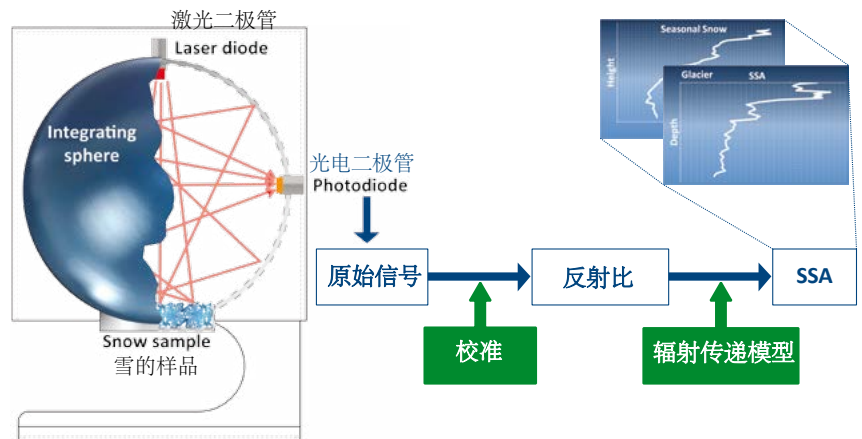 激光二极管
Laser diode
Integrating
sphere
光电二极管
Photodiode
Snow sample
雪的样品
原始信号
校准
反射比
辐射传递模型
SSA
Seasonal Snow
Height
Glacier SSA
Depth